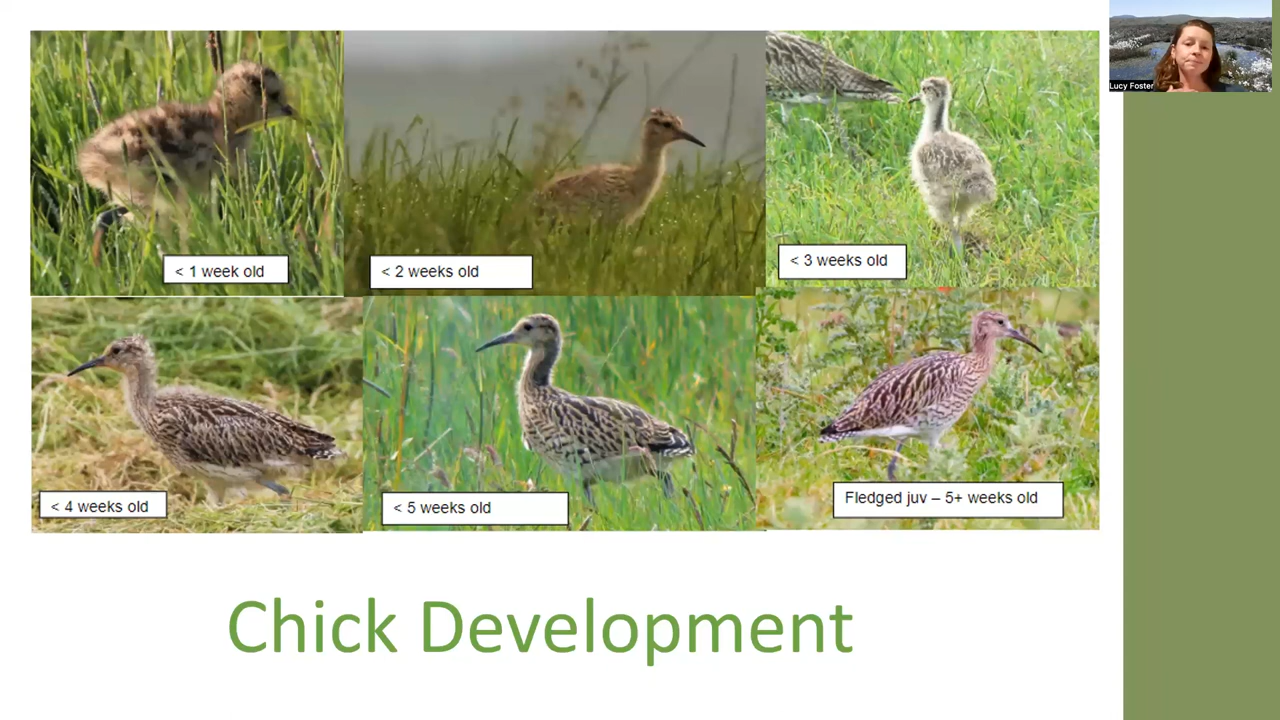 Lucy Foster
< 1 week old
< 2 weeks old
< 3 weeks old
< 4 weeks old
< 5 weeks old
Fledged juv – 5+ weeks old
Chick Development